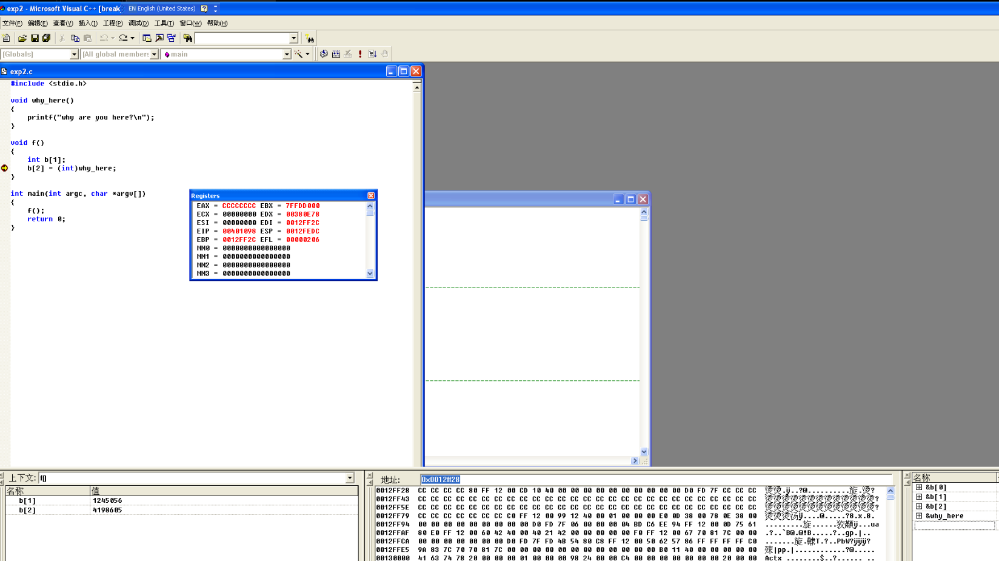 exp2 - Microsoft Visual C++ [break
EN English (United States)
文件(F) 编辑(E) 查看(V) 插入(I) 工程(P) 调试(D) 工具(T) 窗口(W) 帮助(H)
(Globals) (All global members main
exp2.c
#include <stdio.h>
void why_here()
{
printf("why are you here?\n");
}
void f()
{
int b[1];
b[2] = (int)why_here;
}
int main(int argc, char *argv[])
{
f();
return 0;
}
Registers
EAX = CCCCCCCC EBX = 7FFDD000
ECX = 00000000 EDX = 00380E78
ESI = 00000000 EDI = 0012FF2C
EIP = 00401098 ESP = 0012FEDC
EBP = 0012FF2C EFL = 00000206
MM0 = 0000000000000000
MM1 = 0000000000000000
MM2 = 0000000000000000
MM3 = 0000000000000000
上下文: f()
名称 值
b[1] 1245056
b[2] 4198605
地址: 0x0012ff28
0012FF28 CC CC CC CC 80 FF 12 00 CD 10 40 00 00 00 00 00 00 00 00 00 00 D0 FD 7F CC CC CC
0012FF43 CC CC CC CC CC CC CC CC CC CC CC CC CC CC CC CC CC CC CC CC CC CC CC CC CC CC CC
0012FF5E CC CC CC CC CC CC CC CC CC CC CC CC CC CC CC CC CC CC CC CC CC CC CC CC CC CC CC
0012FF79 CC CC CC CC CC CC CC C0 FF 12 00 99 12 40 00 01 00 00 00 E0 0D 38 00 78 0E 38 00
0012FF94 00 00 00 00 00 00 00 00 D0 FD 7F 06 00 00 00 04 BD C6 EE 94 FF 12 00 0D 75 61
0012FFAF 80 E0 FF 12 00 60 42 40 00 40 21 42 00 00 00 00 F0 FF 12 00 67 70 81 7C 00 00
0012FFCA 00 00 00 00 00 00 00 D0 FD 7F FD 4B 54 80 C8 FF 12 00 50 62 57 86 FF FF FF FF C0
0012FFE5 9A 83 7C 70 70 81 7C 00 00 00 00 00 00 00 00 00 00 00 00 B0 11 40 00 00 00 00
00130000 41 63 74 78 20 00 00 00 01 00 00 00 98 24 00 00 C4 00 00 00 00 00 00 00 20 00 00 00
名称
&b[0]
&b[1]
&b[2]
&why_here